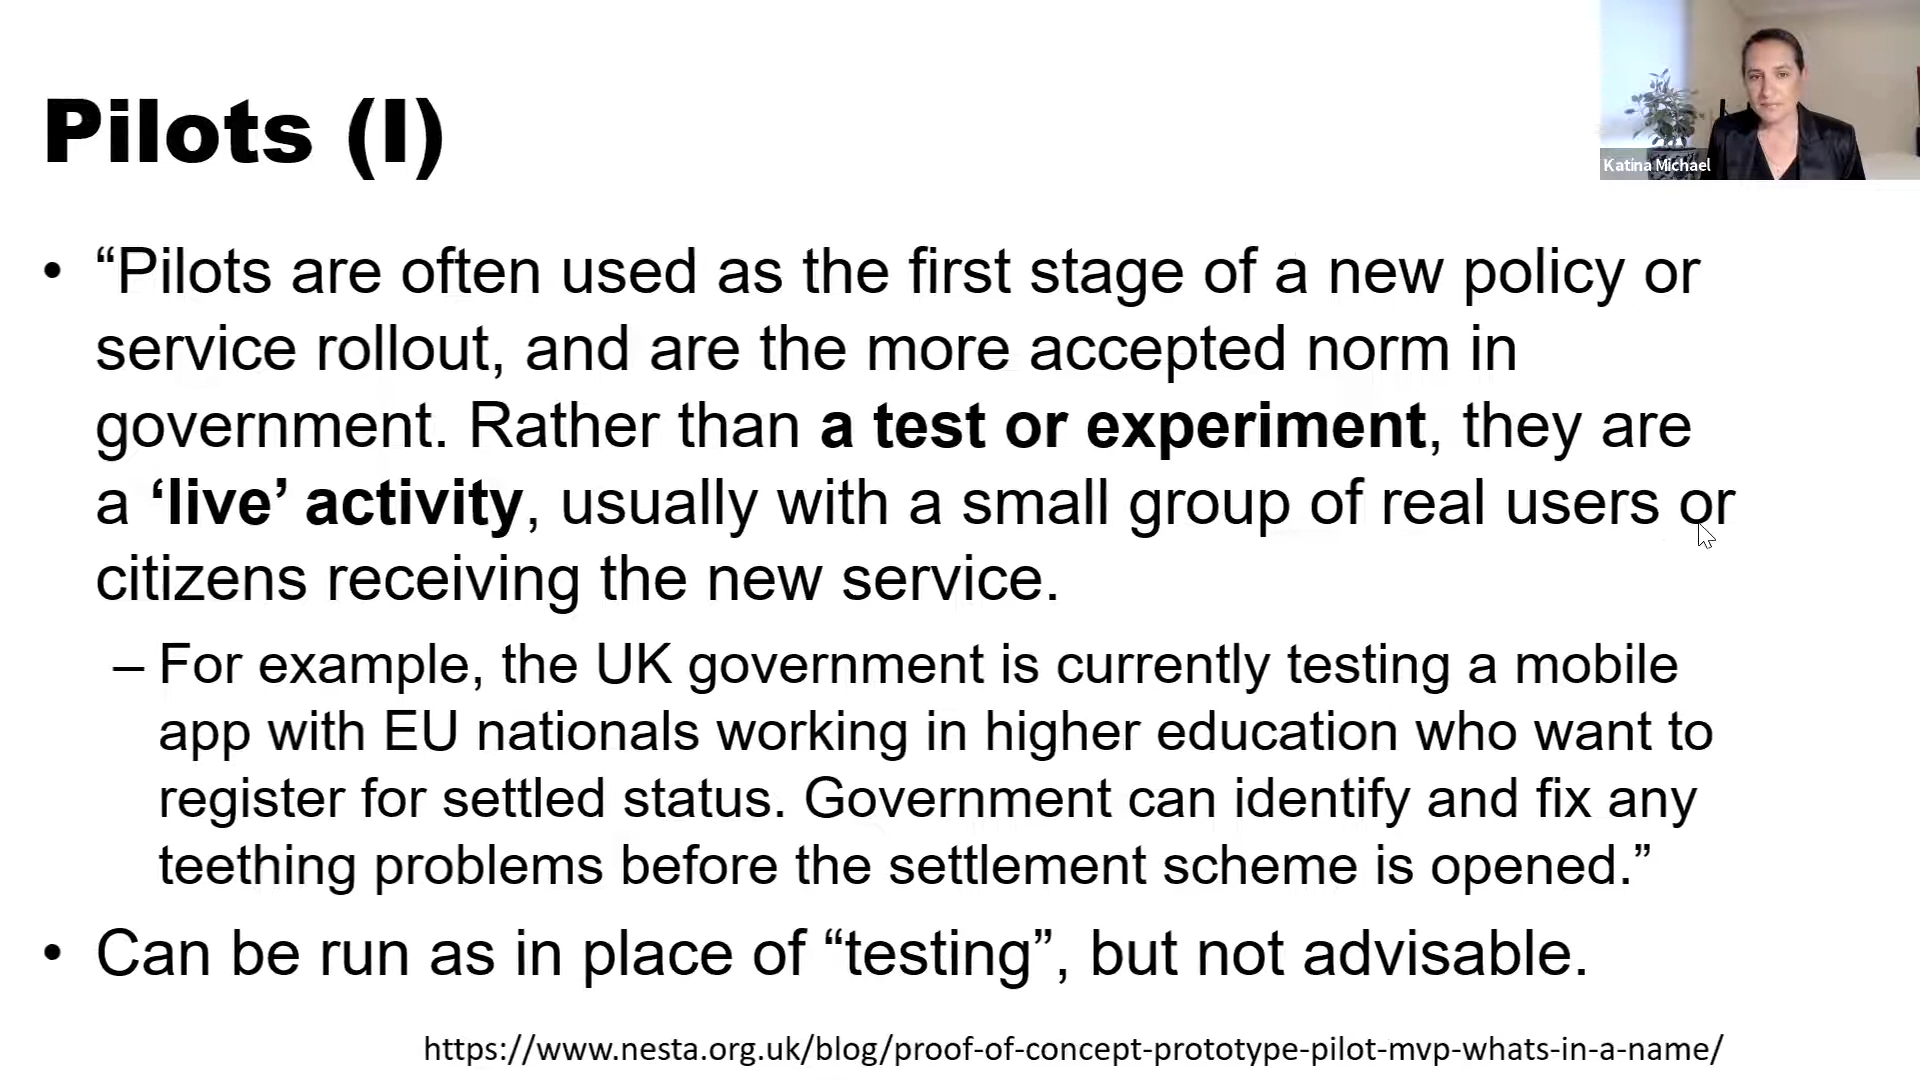 Pilots (I)
Katina Michael
• “Pilots are often used as the first stage of a new policy or
service rollout, and are the more accepted norm in
government. Rather than a test or experiment, they are
a ‘live’ activity, usually with a small group of real users or
citizens receiving the new service.
– For example, the UK government is currently testing a mobile
app with EU nationals working in higher education who want to
register for settled status. Government can identify and fix any
teething problems before the settlement scheme is opened.”
• Can be run as in place of “testing”, but not advisable.
https://www.nesta.org.uk/blog/proof-of-concept-prototype-pilot-mvp-whats-in-a-name/